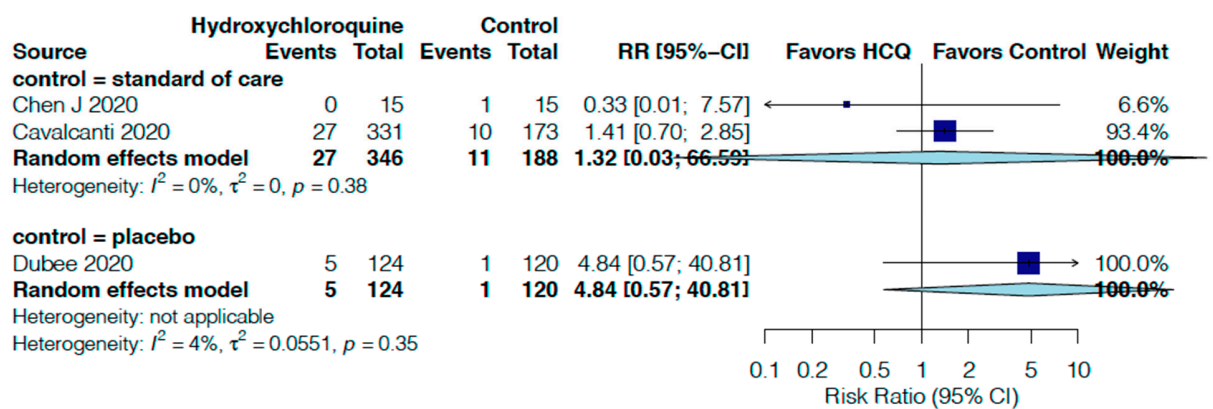 Hydroxychloroquine Control
Source Events Total Events Total RR [95%−CI] Favors HCQ Favors Control Weight
control = standard of care
Chen J 2020 0 15 1 15 0.33 [0.01; 7.57] 6.6%
Cavalcanti 2020 27 331 10 173 1.41 [0.70; 2.85] 93.4%
Random effects model 27 346 11 188 1.32 [0.03; 66.59] 100.0%
Heterogeneity: I² = 0%, τ² = 0, p = 0.38
control = placebo
Dubee 2020 5 124 1 120 4.84 [0.57; 40.81] 100.0%
Random effects model 5 124 1 120 4.84 [0.57; 40.81] 100.0%
Heterogeneity: not applicable
Heterogeneity: I² = 4%, τ² = 0.0551, p = 0.35
0.1 0.2 0.5 1 2 5 10
Risk Ratio (95% CI)